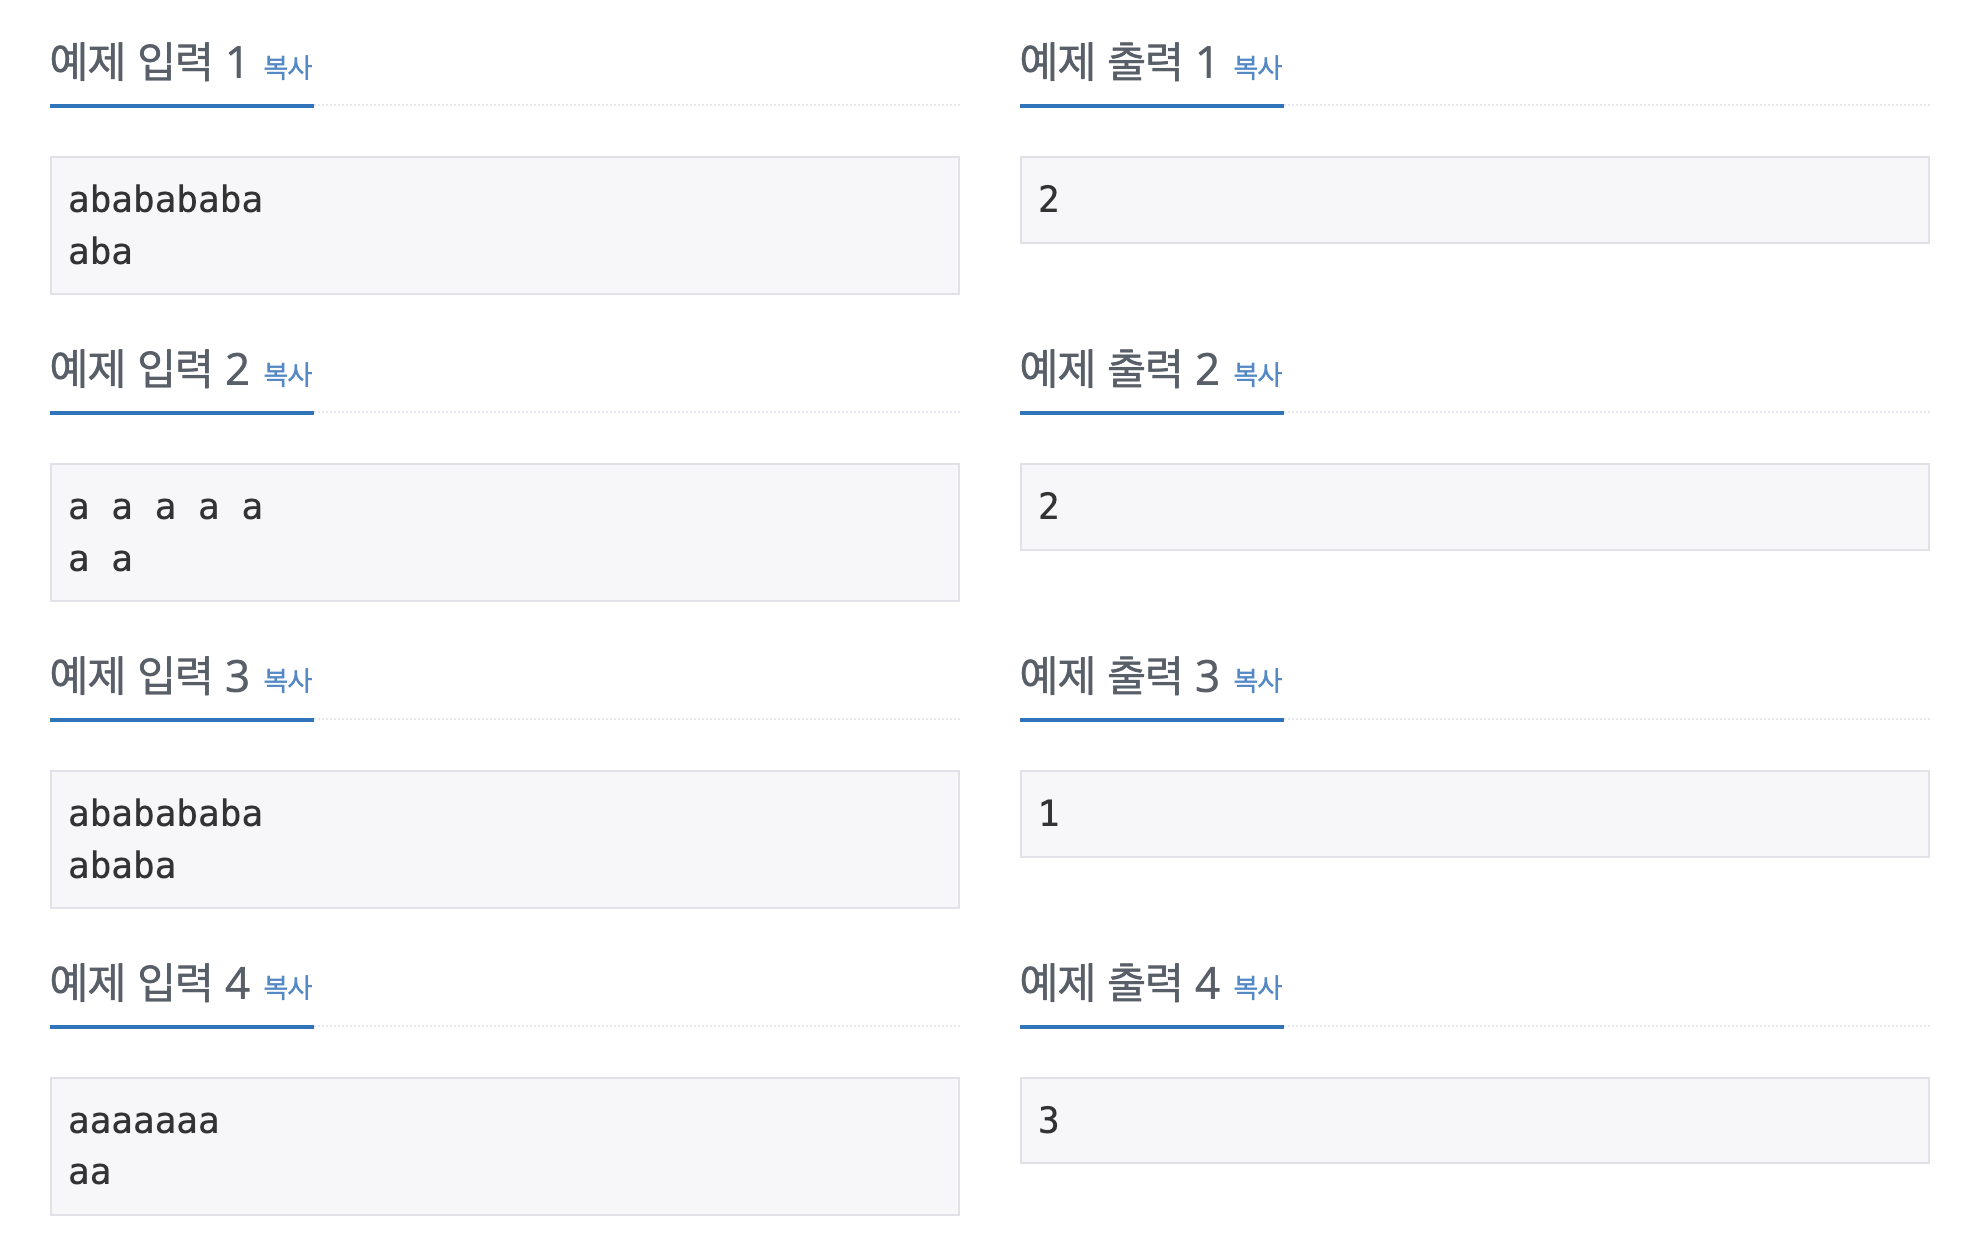 예제 입력 1 복사
예제 출력 1 복사
ababababa
aba
2
예제 입력 2 복사
예제 출력 2 복사
a a a a a
a a
2
예제 입력 3 복사
예제 출력 3 복사
ababababa
ababa
1
예제 입력 4 복사
예제 출력 4 복사
aaaaaaa
aa
3